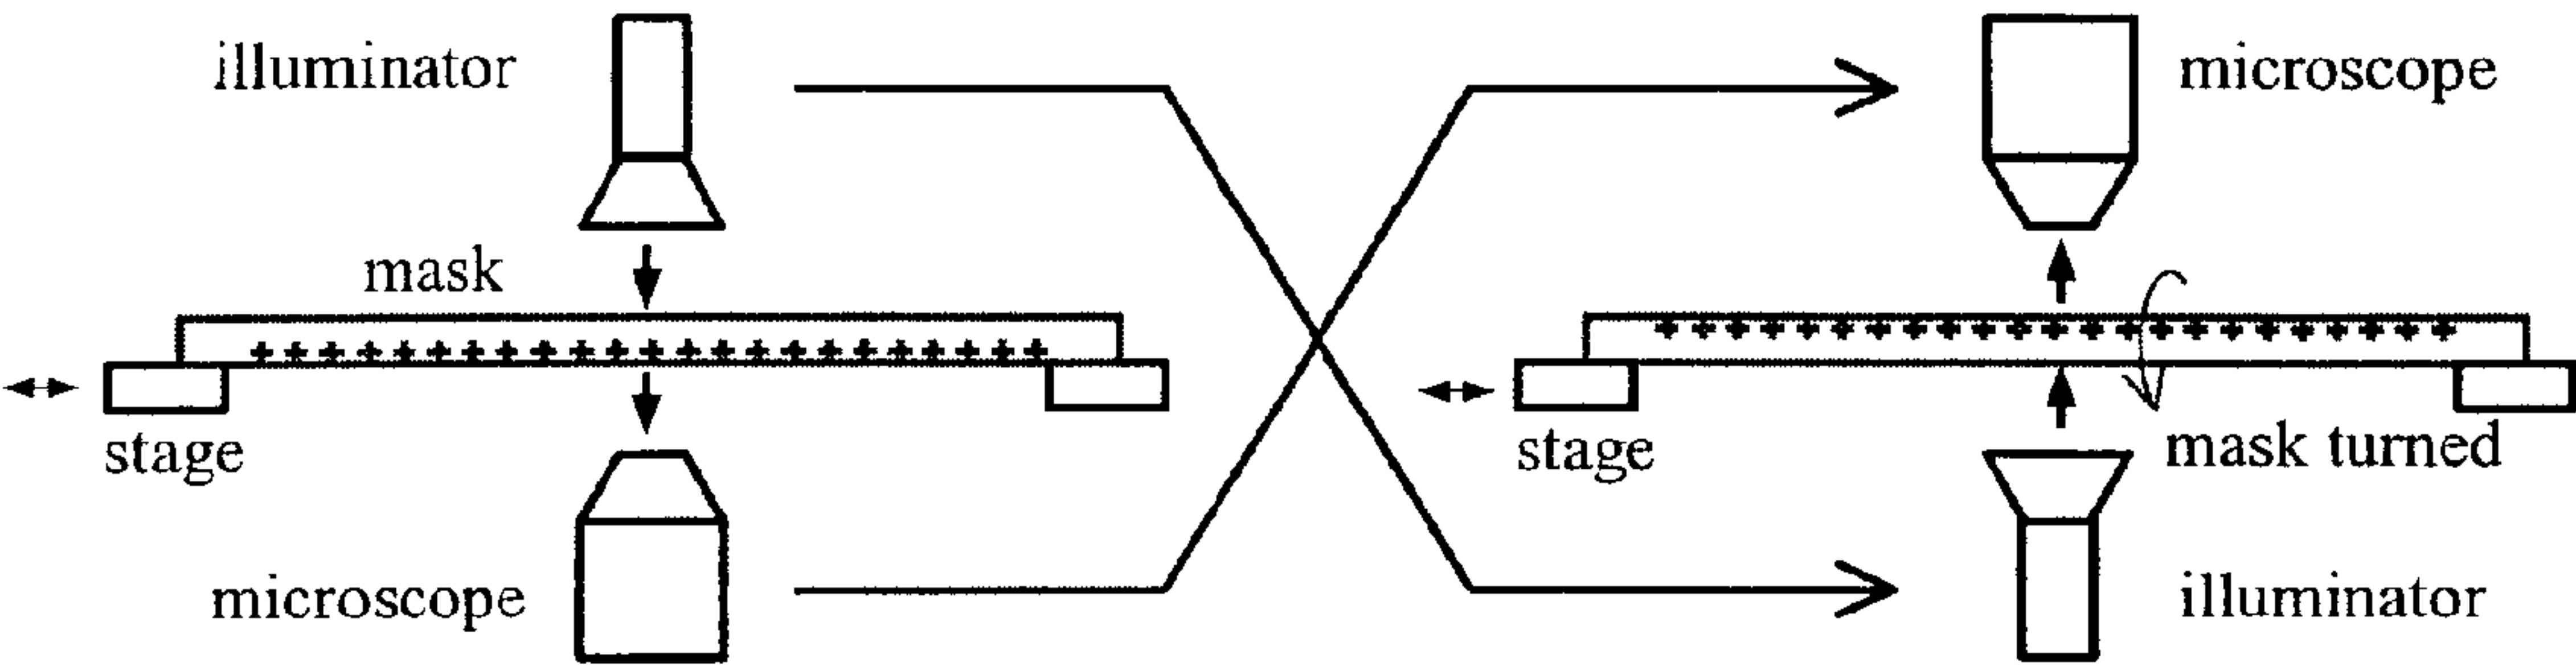 illuminator
microscope
mask
stage
stage
mask turned
microscope
illuminator